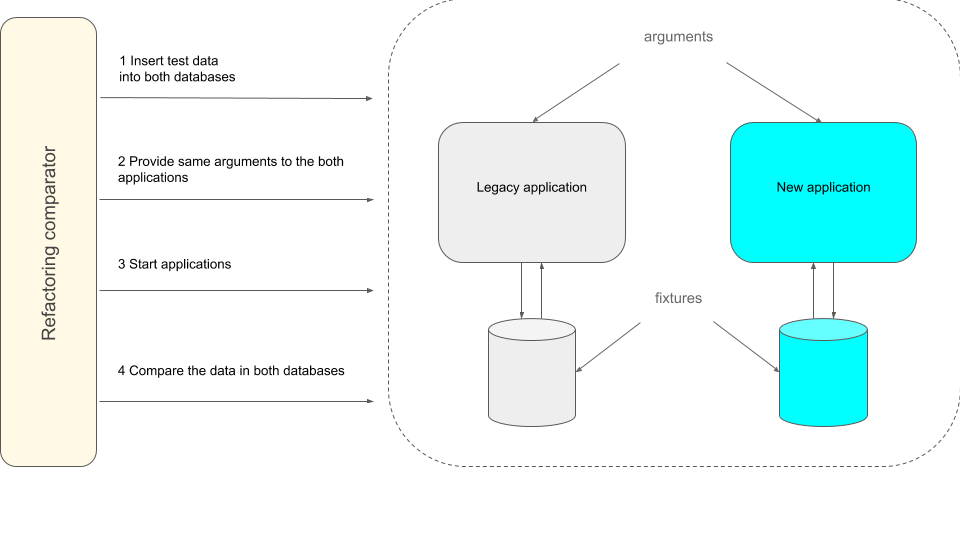 Refactoring comparator
1 Insert test data
into both databases
2 Provide same arguments to the both
applications
3 Start applications
4 Compare the data in both databases
arguments
Legacy application
New application
fixtures